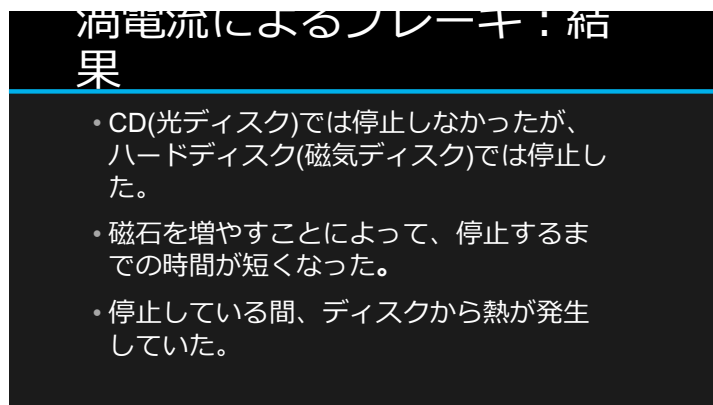 渦電流によるブレーキ：結
果
• CD(光ディスク)では停止しなかったが、
ハードディスク(磁気ディスク)では停止し
た。
• 磁石を増やすことによって、停止するま
での時間が短くなった。
• 停止している間、ディスクから熱が発生
していた。